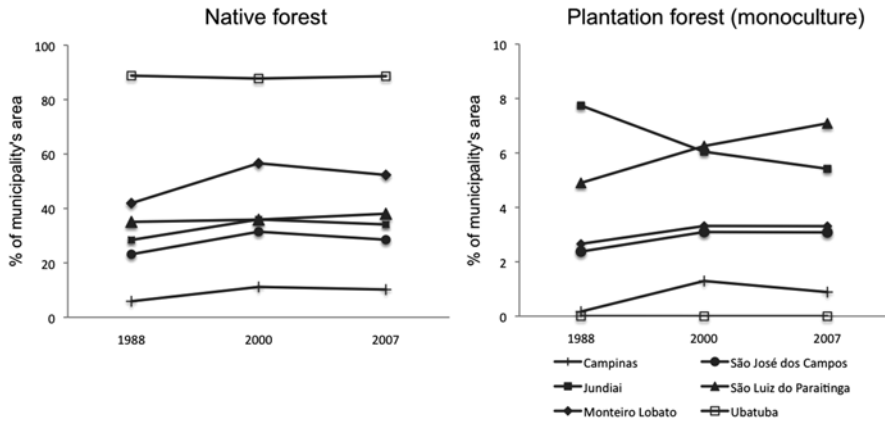 Native forest
% of municipality's area
100
80
60
40
20
0
1988 2000 2007
Plantation forest (monoculture)
% of municipality's area
10
8
6
4
2
0
1988 2000 2007
Campinas São José dos Campos
Jundiai São Luiz do Paraitinga
Monteiro Lobato Ubatuba